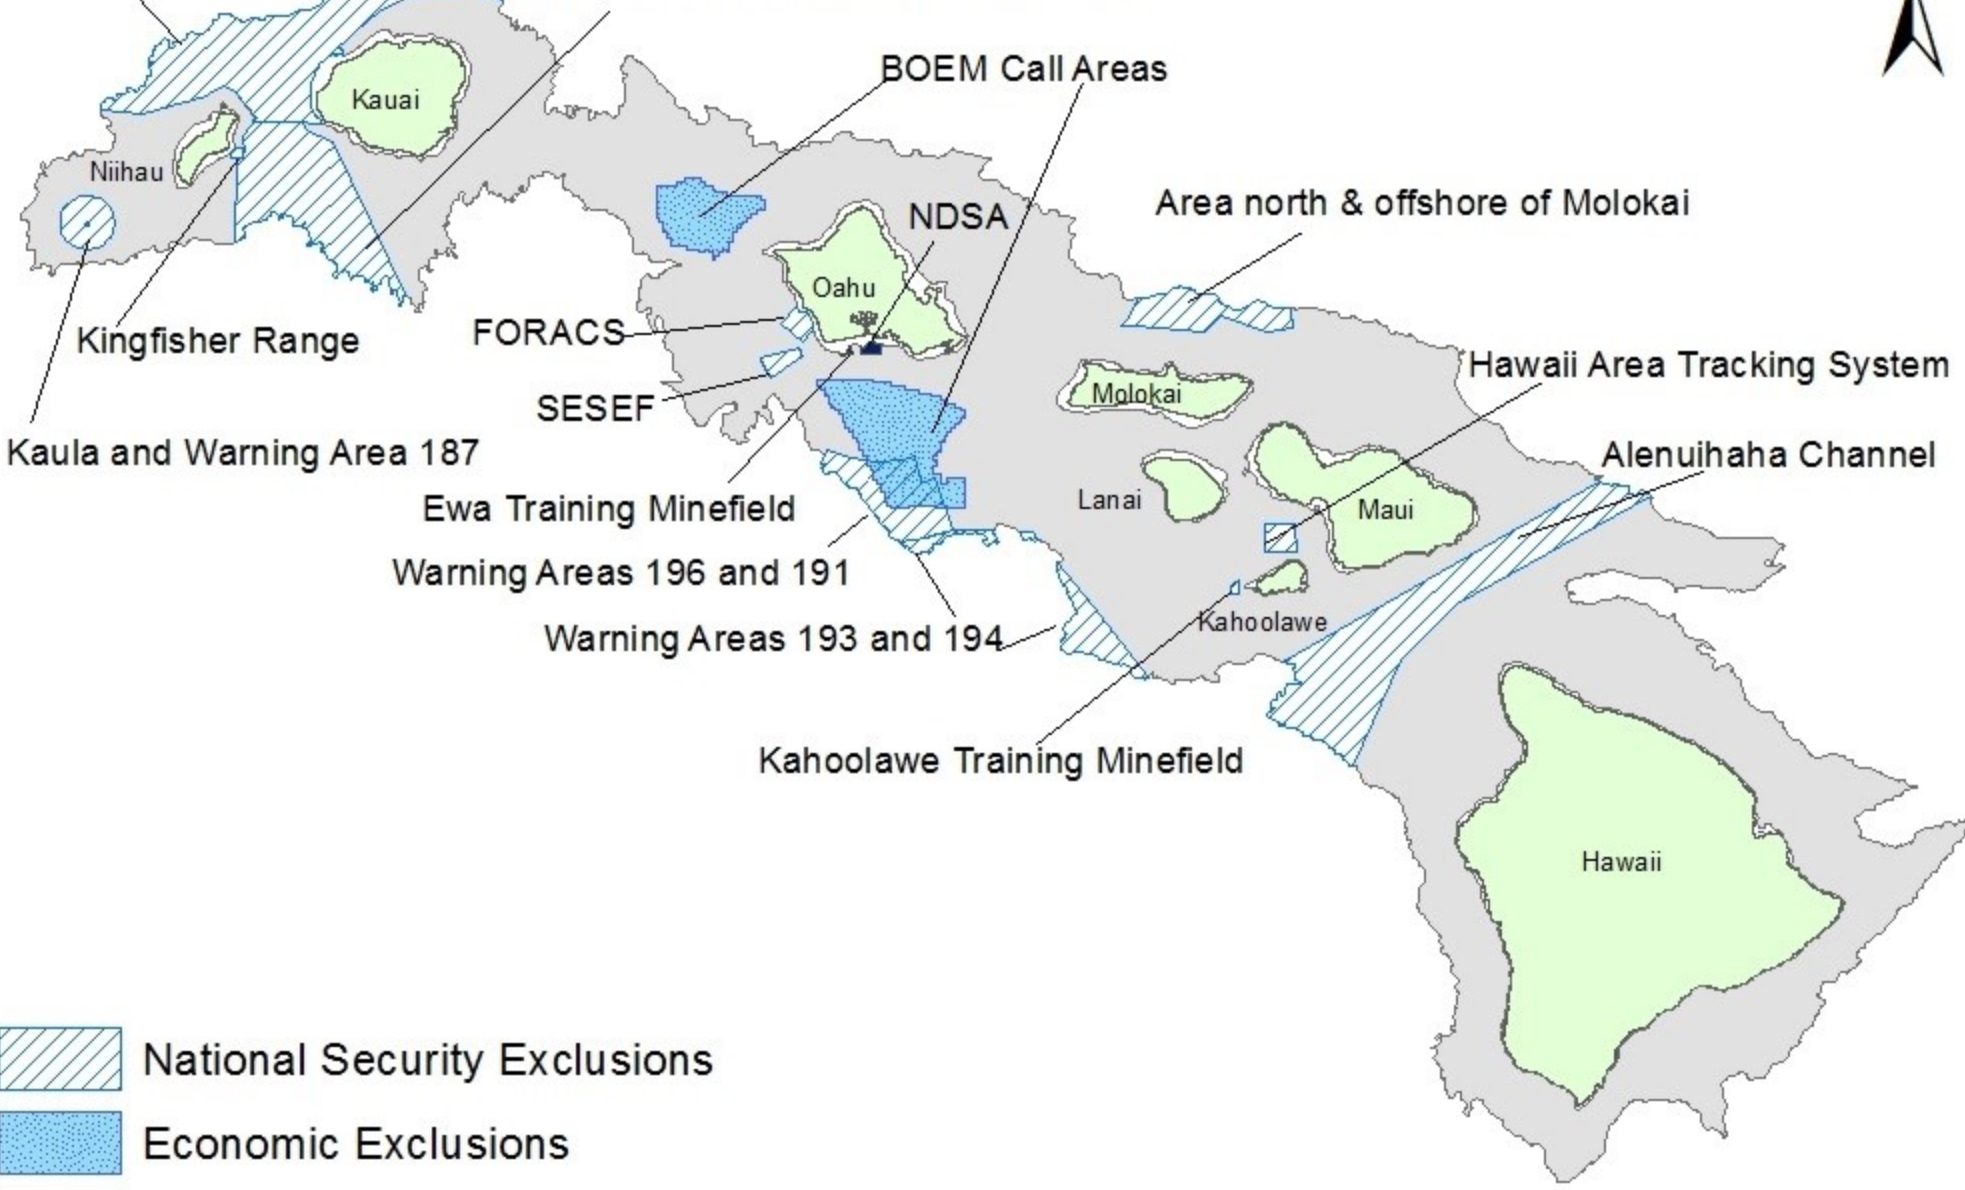 BOEM Call Areas
Kauai
Niihau
NDSA
Area north & offshore of Molokai
Oahu
Kingfisher Range
FORACS
SESEF
Molokai
Hawaii Area Tracking System
Kaula and Warning Area 187
Alenuihaha Channel
Ewa Training Minefield
Lanai
Maui
Warning Areas 196 and 191
Kahoolawe
Warning Areas 193 and 194
Kahoolawe Training Minefield
Hawaii
National Security Exclusions
Economic Exclusions